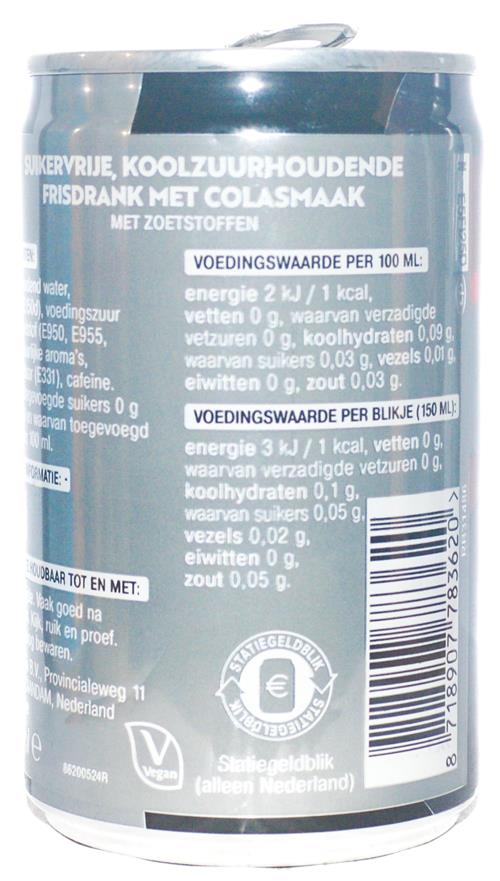 SUIKERVRIJE, KOOLZUURHOUDENDE
FRISDRANK MET COLASMAAK
MET ZOETSTOFFEN
water,
voedingszuur
(E950, E955,
aroma's,
(E331), cafeïne.
suikers 0 g
waarvan toegevoegd
100 ml.
HOUDBAAR TOT EN MET:
Vaak goed na
Kijk, ruik en proef.
bewaren.
B.V., Provincialeweg 11
Nederland
e
86200524R
V
Vegan
VOEDINGSWAARDE PER 100 ML:
energie 2 kJ / 1 kcal,
vetten 0 g, waarvan verzadigde
vetzuren 0 g, koolhydraten 0,09 g,
waarvan suikers 0,03 g, vezels 0,01 g,
eiwitten 0 g, zout 0,03 g.
VOEDINGSWAARDE PER BLIKJE (150 ML):
energie 3 kJ / 1 kcal, vetten 0 g,
waarvan verzadigde vetzuren 0 g,
koolhydraten 0,1 g,
waarvan suikers 0,05 g,
vezels 0,02 g,
eiwitten 0 g,
zout 0,05 g.
STATIEGELDBLIK
€
STATIEGELDBLIK
Statiegeldblik
(alleen Nederland)
8 718907 783620 >